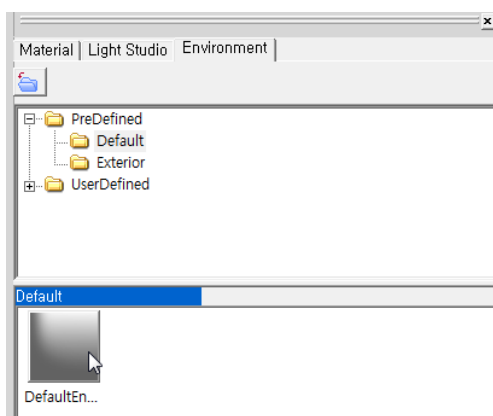 Material | Light Studio Environment |
PreDefined
Default
Exterior
UserDefined
Default
DefaultEn...